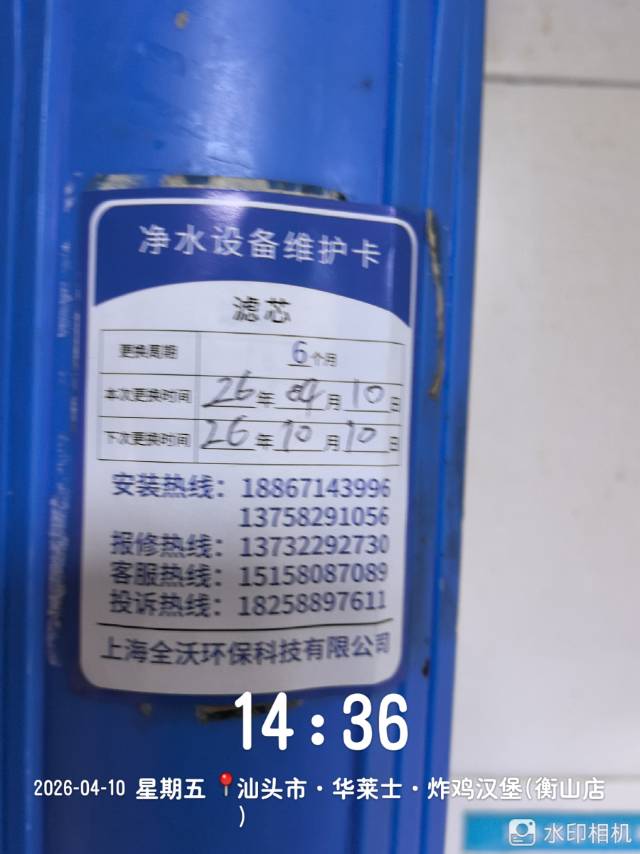 净水设备维护卡
滤芯
更换周期 6个月
本次更换时间 26年04月10日
下次更换时间 26年10月10日
安装热线：18867143996
13758291056
报修热线：13732292730
客服热线：15158087089
投诉热线：18258897611
上海全沃环保科技有限公司
14:36
2026-04-10 星期五 汕头市·华莱士·炸鸡汉堡(衡山店
)
水印相机